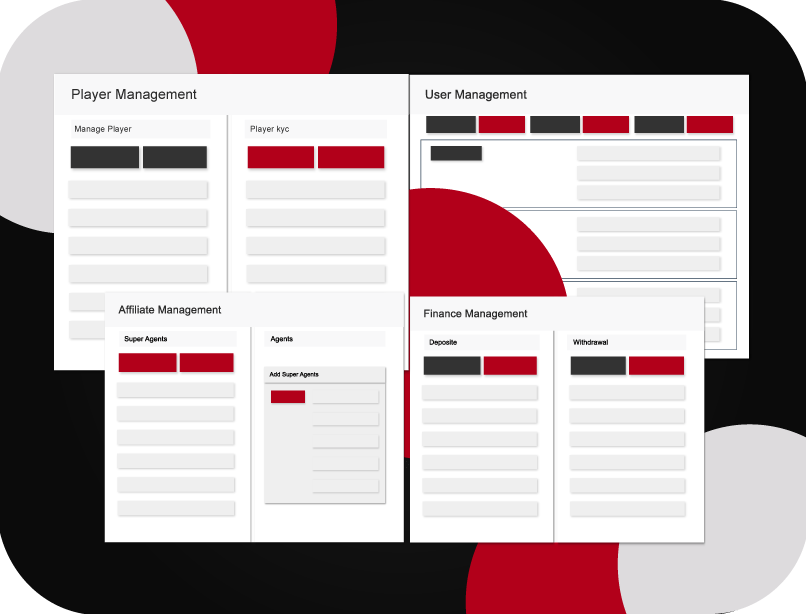 Player Management
Manage Player
Player kyc
User Management
Affiliate Management
Super Agents
Agents
Add Super Agents
Finance Management
Deposite
Withdrawal